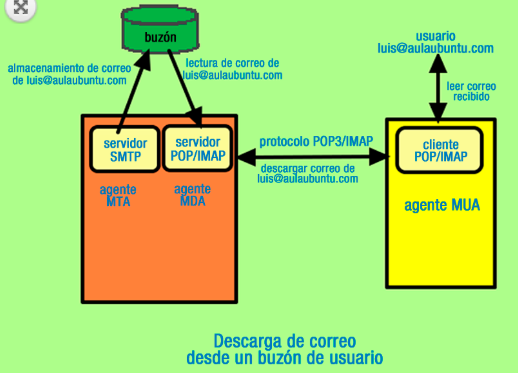 buzón
almacenamiento de correo
de luis@aulaubuntu.com
lectura de correo de
luis@aulaubuntu.com
usuario
luis@aulaubuntu.com
leer correo
recibido
servidor
SMTP
servidor
POP/IMAP
agente
MTA
agente
MDA
protocolo POP3/IMAP
descargar correo de
luis@aulaubuntu.com
cliente
POP/IMAP
agente MUA
Descarga de correo
desde un buzón de usuario